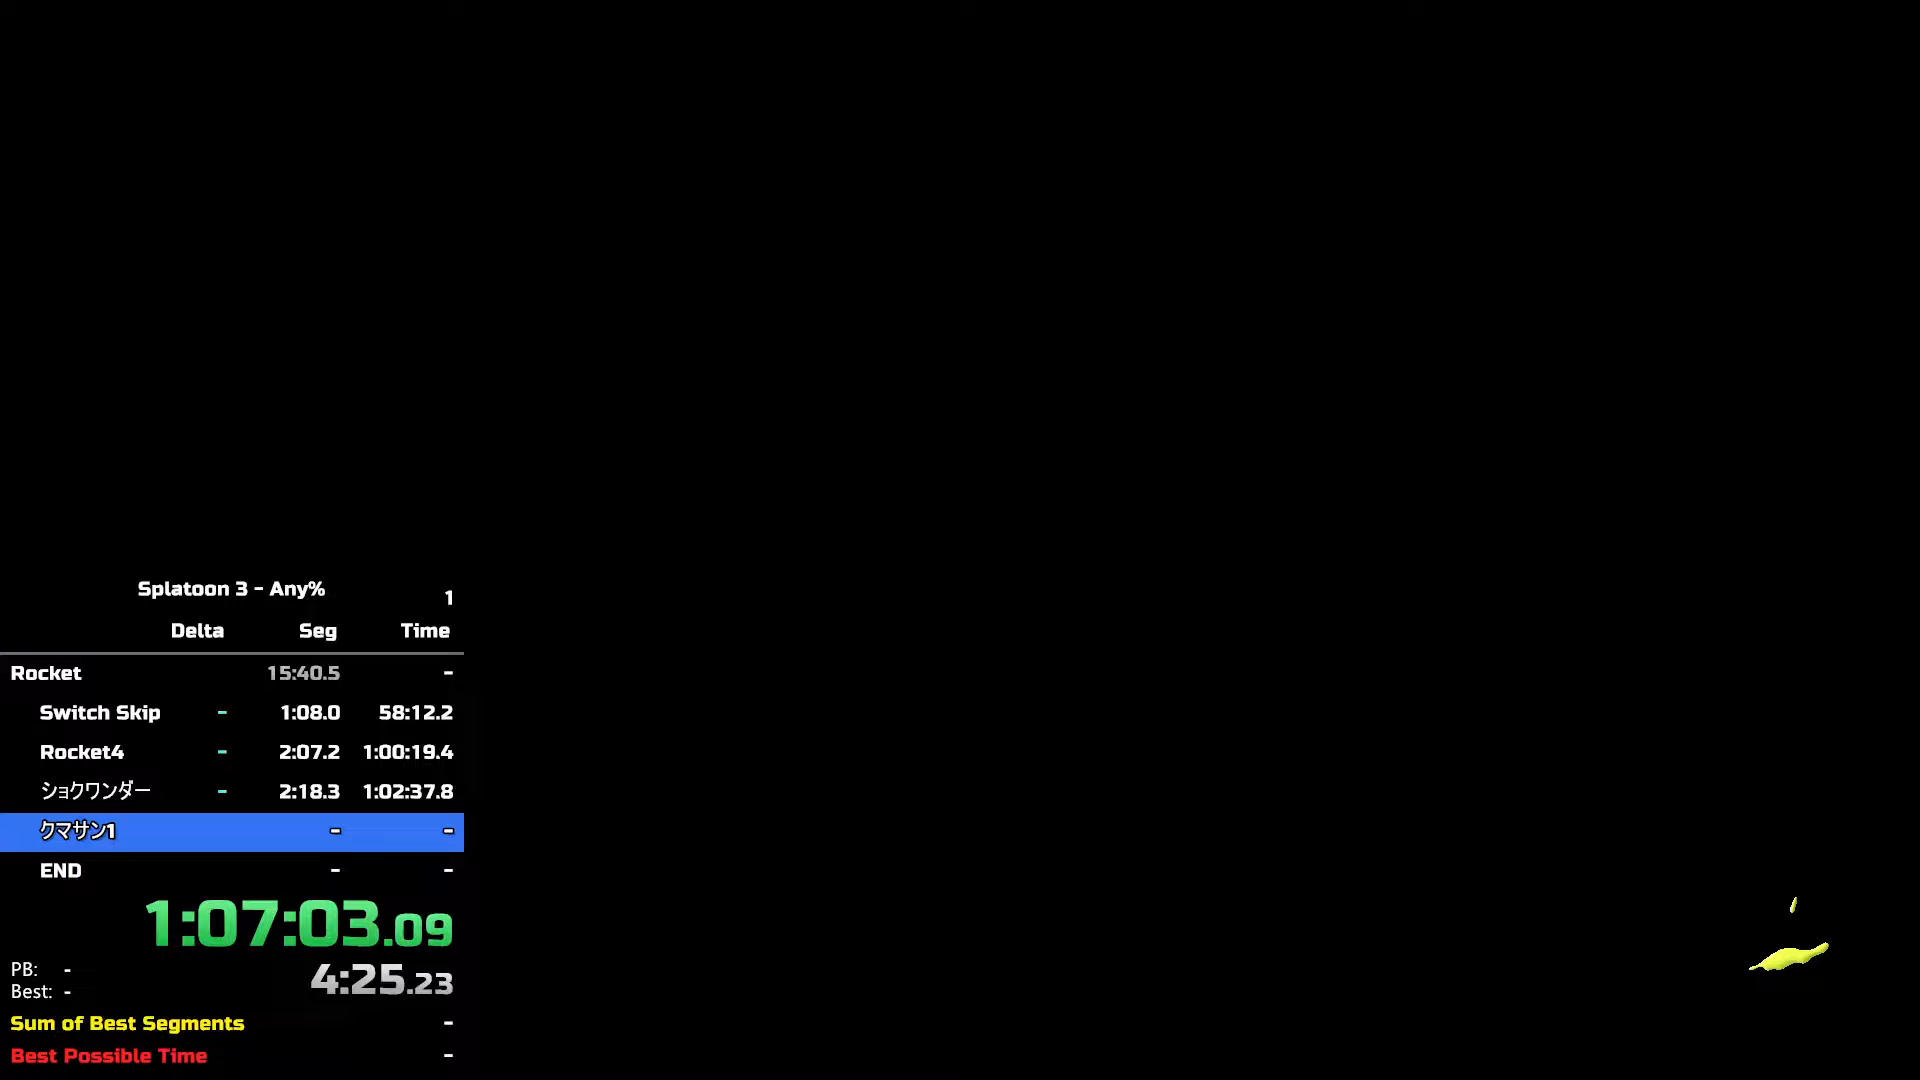 Splatoon 3 - Any%
1
Delta Seg Time
Rocket 15:40.5 -
Switch Skip - 1:08.0 58:12.2
Rocket4 - 2:07.2 1:00:19.4
ショクワンダー - 2:18.3 1:02:37.8
クマサン1 - -
END - -
1:07:03.09
PB: -
4:25.23
Best: -
Sum of Best Segments -
Best Possible Time -